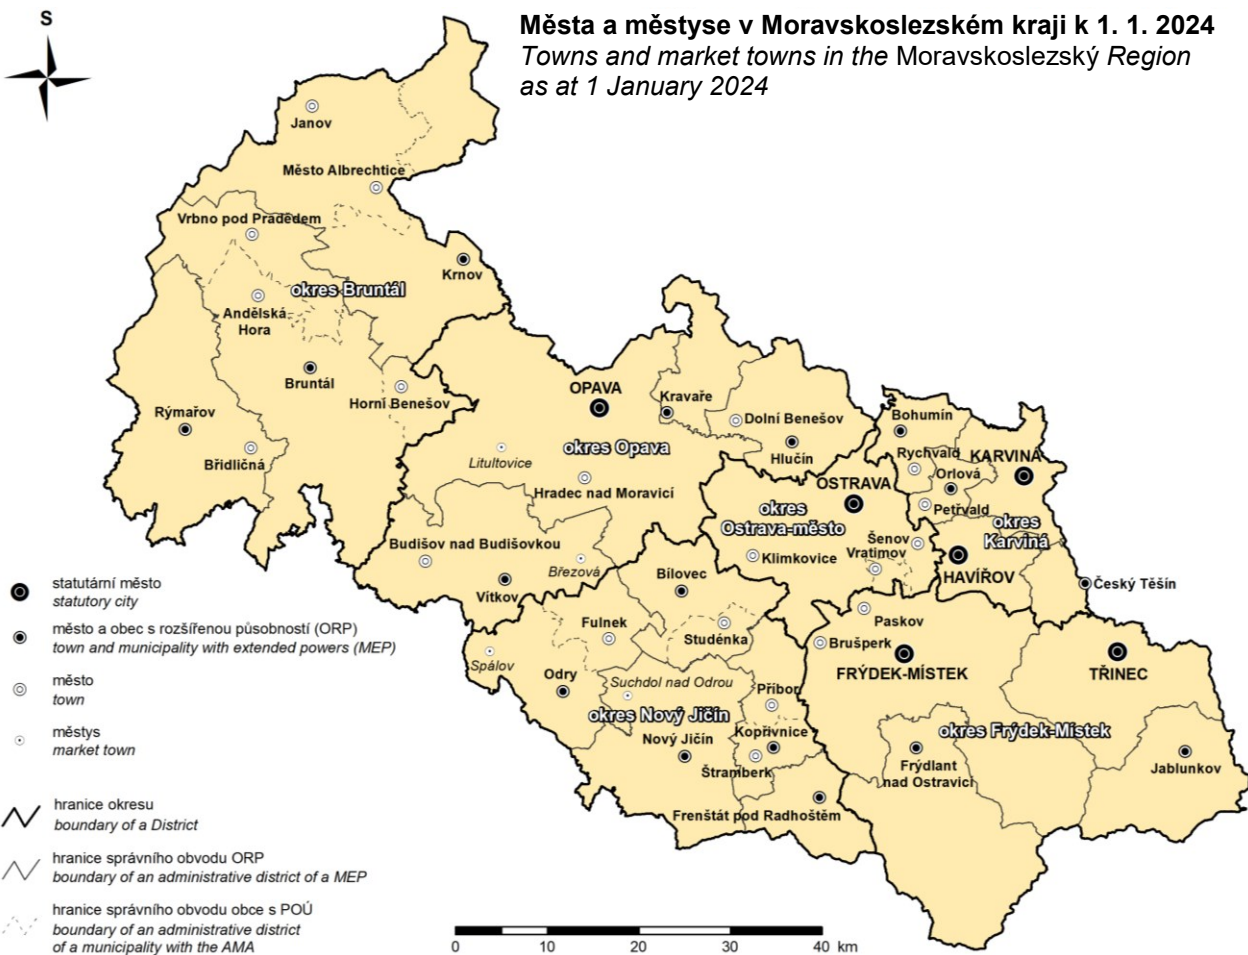 S
Města a městyse v Moravskoslezském kraji k 1. 1. 2024
Towns and market towns in the Moravskoslezský Region
as at 1 January 2024
Janov
Město Albrechtice
Vrbno pod Pradědem
Krnov
okres Bruntál
Andělská
Hora
Bruntál
Horní Benešov
Rýmařov
Břidličná
OPAVA
Kravaře
Dolní Benešov
Hlučín
Litultovice
okres Opava
Hradec nad Moravicí
Budišov nad Budišovkou
Březová
Vítkov
Bohumín
Rychvald
KARVINÁ
Orlová
Petřvald
OSTRAVA
okres
Ostrava-město
okres
Karviná
Šenov
Vratimov
Klimkovice
HAVÍŘOV
Český Těšín
Bílovec
Fulnek
Studénka
Spálov
Odry
Suchdol nad Odrou
Příbor
okres Nový Jičín
Nový Jičín
Kopřivnice
Štramberk
Frenštát pod Radhoštěm
Paskov
Brušperk
FRÝDEK-MÍSTEK
TŘINEC
okres Frýdek-Místek
Frýdlant
nad Ostravicí
Jablunkov
statutární město
statutory city
město a obec s rozšířenou působností (ORP)
town and municipality with extended powers (MEP)
město
town
městys
market town
hranice okresu
boundary of a District
hranice správního obvodu ORP
boundary of an administrative district of a MEP
hranice správního obvodu obce s POÚ
boundary of an administrative district
of a municipality with the AMA
0 10 20 30 40 km